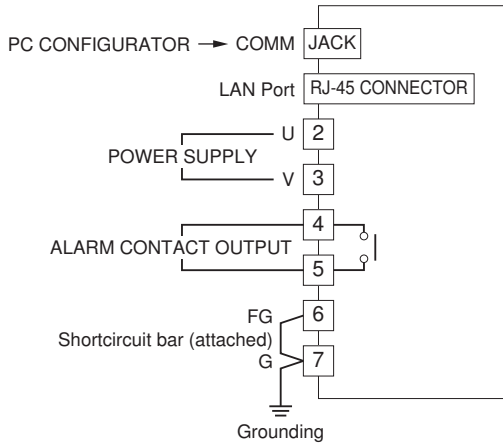 PC CONFIGURATOR → COMM JACK
LAN Port RJ-45 CONNECTOR
U 2
POWER SUPPLY
V 3
4
ALARM CONTACT OUTPUT
5
FG 6
Shortcircuit bar (attached)
G 7
Grounding